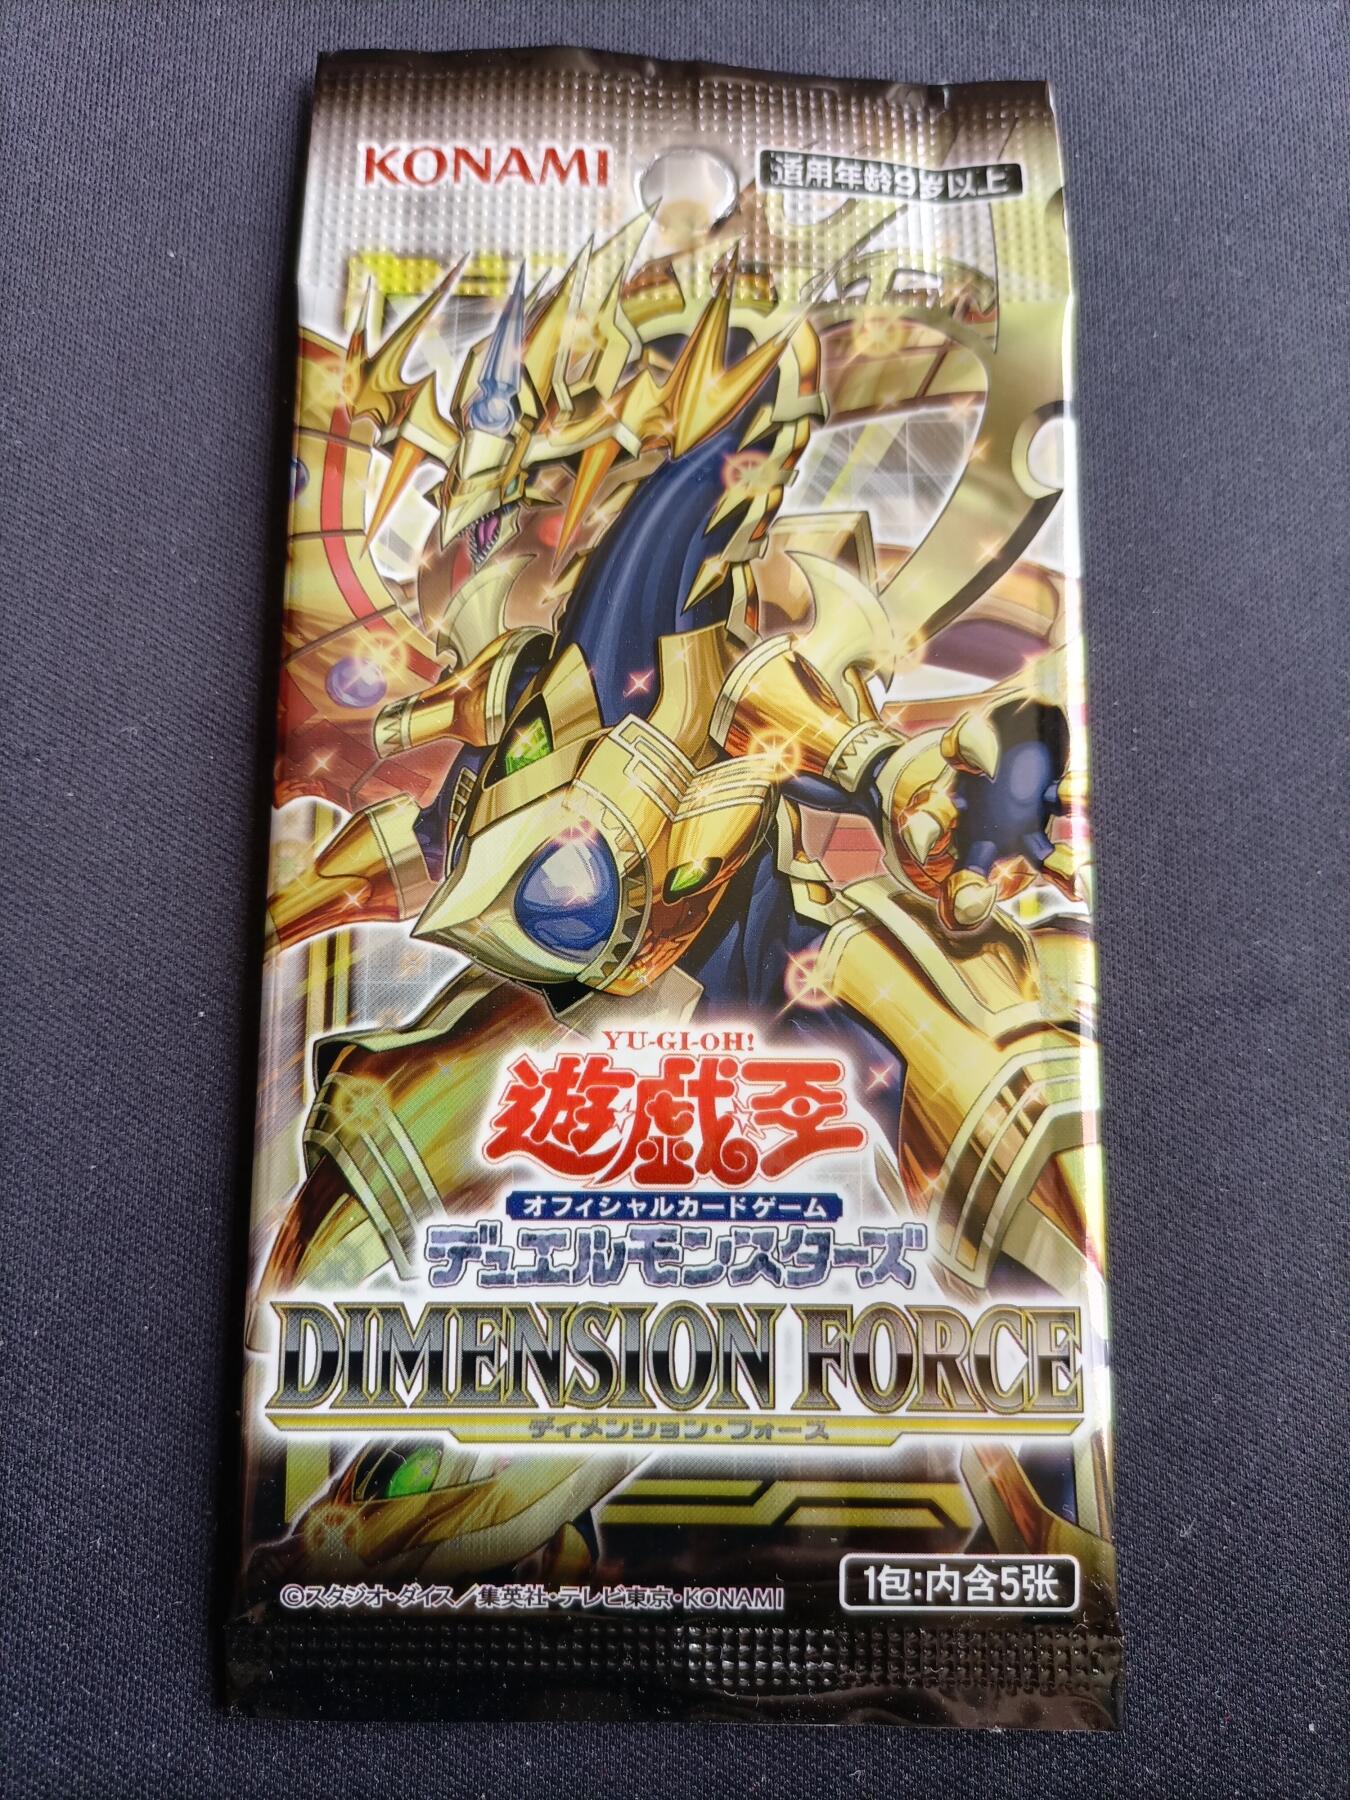 KONAMI
适用年龄9岁以上
YU-GI-OH!
遊戯王
オフィシャルカードゲーム
デュエルモンスターズ
DIMENSION FORCE
ディメンション・フォース
1包:内含5张
©スタジオ・ダイス／集英社・テレビ東京・KONAMI